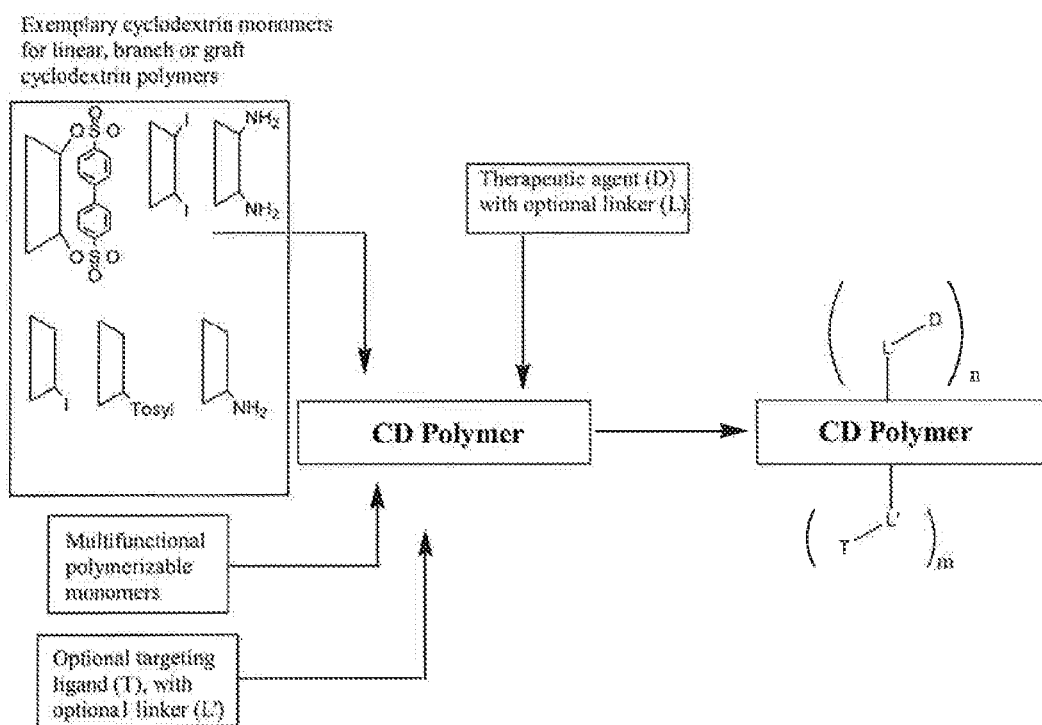 Exemplary cyclodextrin monomers
for linear, branch or graft
cyclodextrin polymers
O
O
S
O
O
S
O
O
I
I
NH2
NH2
I
Tosyl
NH2
Therapeutic agent (D)
with optional linker (L)
CD Polymer
Multifunctional
polymerizable
monomers
Optional targeting
ligand (T), with
optional linker (L')
D
L
n
CD Polymer
T
L'
m